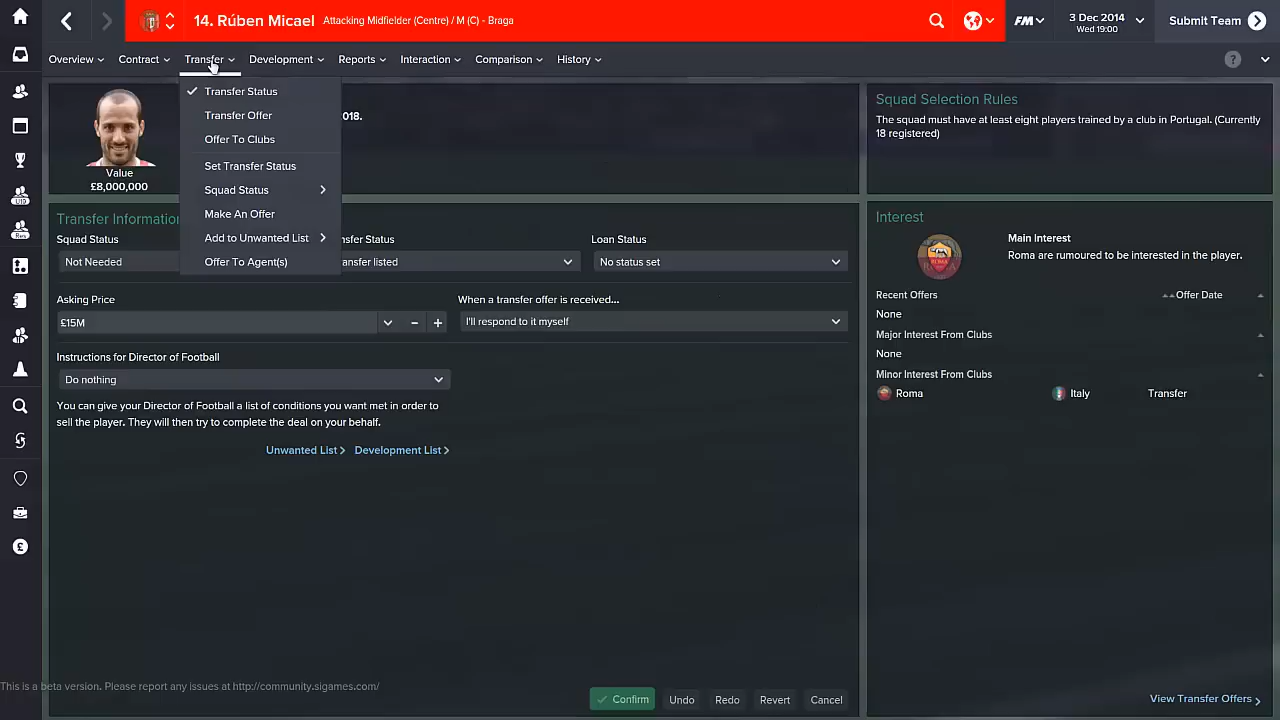 14. Rúben Micael Attacking Midfielder (Centre) / M (C) - Braga
FM
3 Dec 2014
Wed 19:00
Submit Team
Overview
Contract
Transfer
Development
Reports
Interaction
Comparison
History
?
Transfer Status
Transfer Offer
Offer To Clubs
Set Transfer Status
Squad Status
Make An Offer
Add to Unwanted List
Offer To Agent(s)
Value
£8,000,000
2018.
Squad Selection Rules
The squad must have at least eight players trained by a club in Portugal. (Currently
18 registered)
Transfer Information
Squad Status
Not Needed
Loan Status
No status set
Asking Price
£15M
When a transfer offer is received...
I'll respond to it myself
Instructions for Director of Football
Do nothing
You can give your Director of Football a list of conditions you want met in order to
sell the player. They will then try to complete the deal on your behalf.
Unwanted List
Development List
Interest
Main Interest
Roma are rumoured to be interested in the player.
Recent Offers
Offer Date
None
Major Interest From Clubs
None
Minor Interest From Clubs
Roma
Italy
Transfer
This is a beta version. Please report any issues at http://community.sigames.com/
Confirm
Undo
Redo
Revert
Cancel
View Transfer Offers